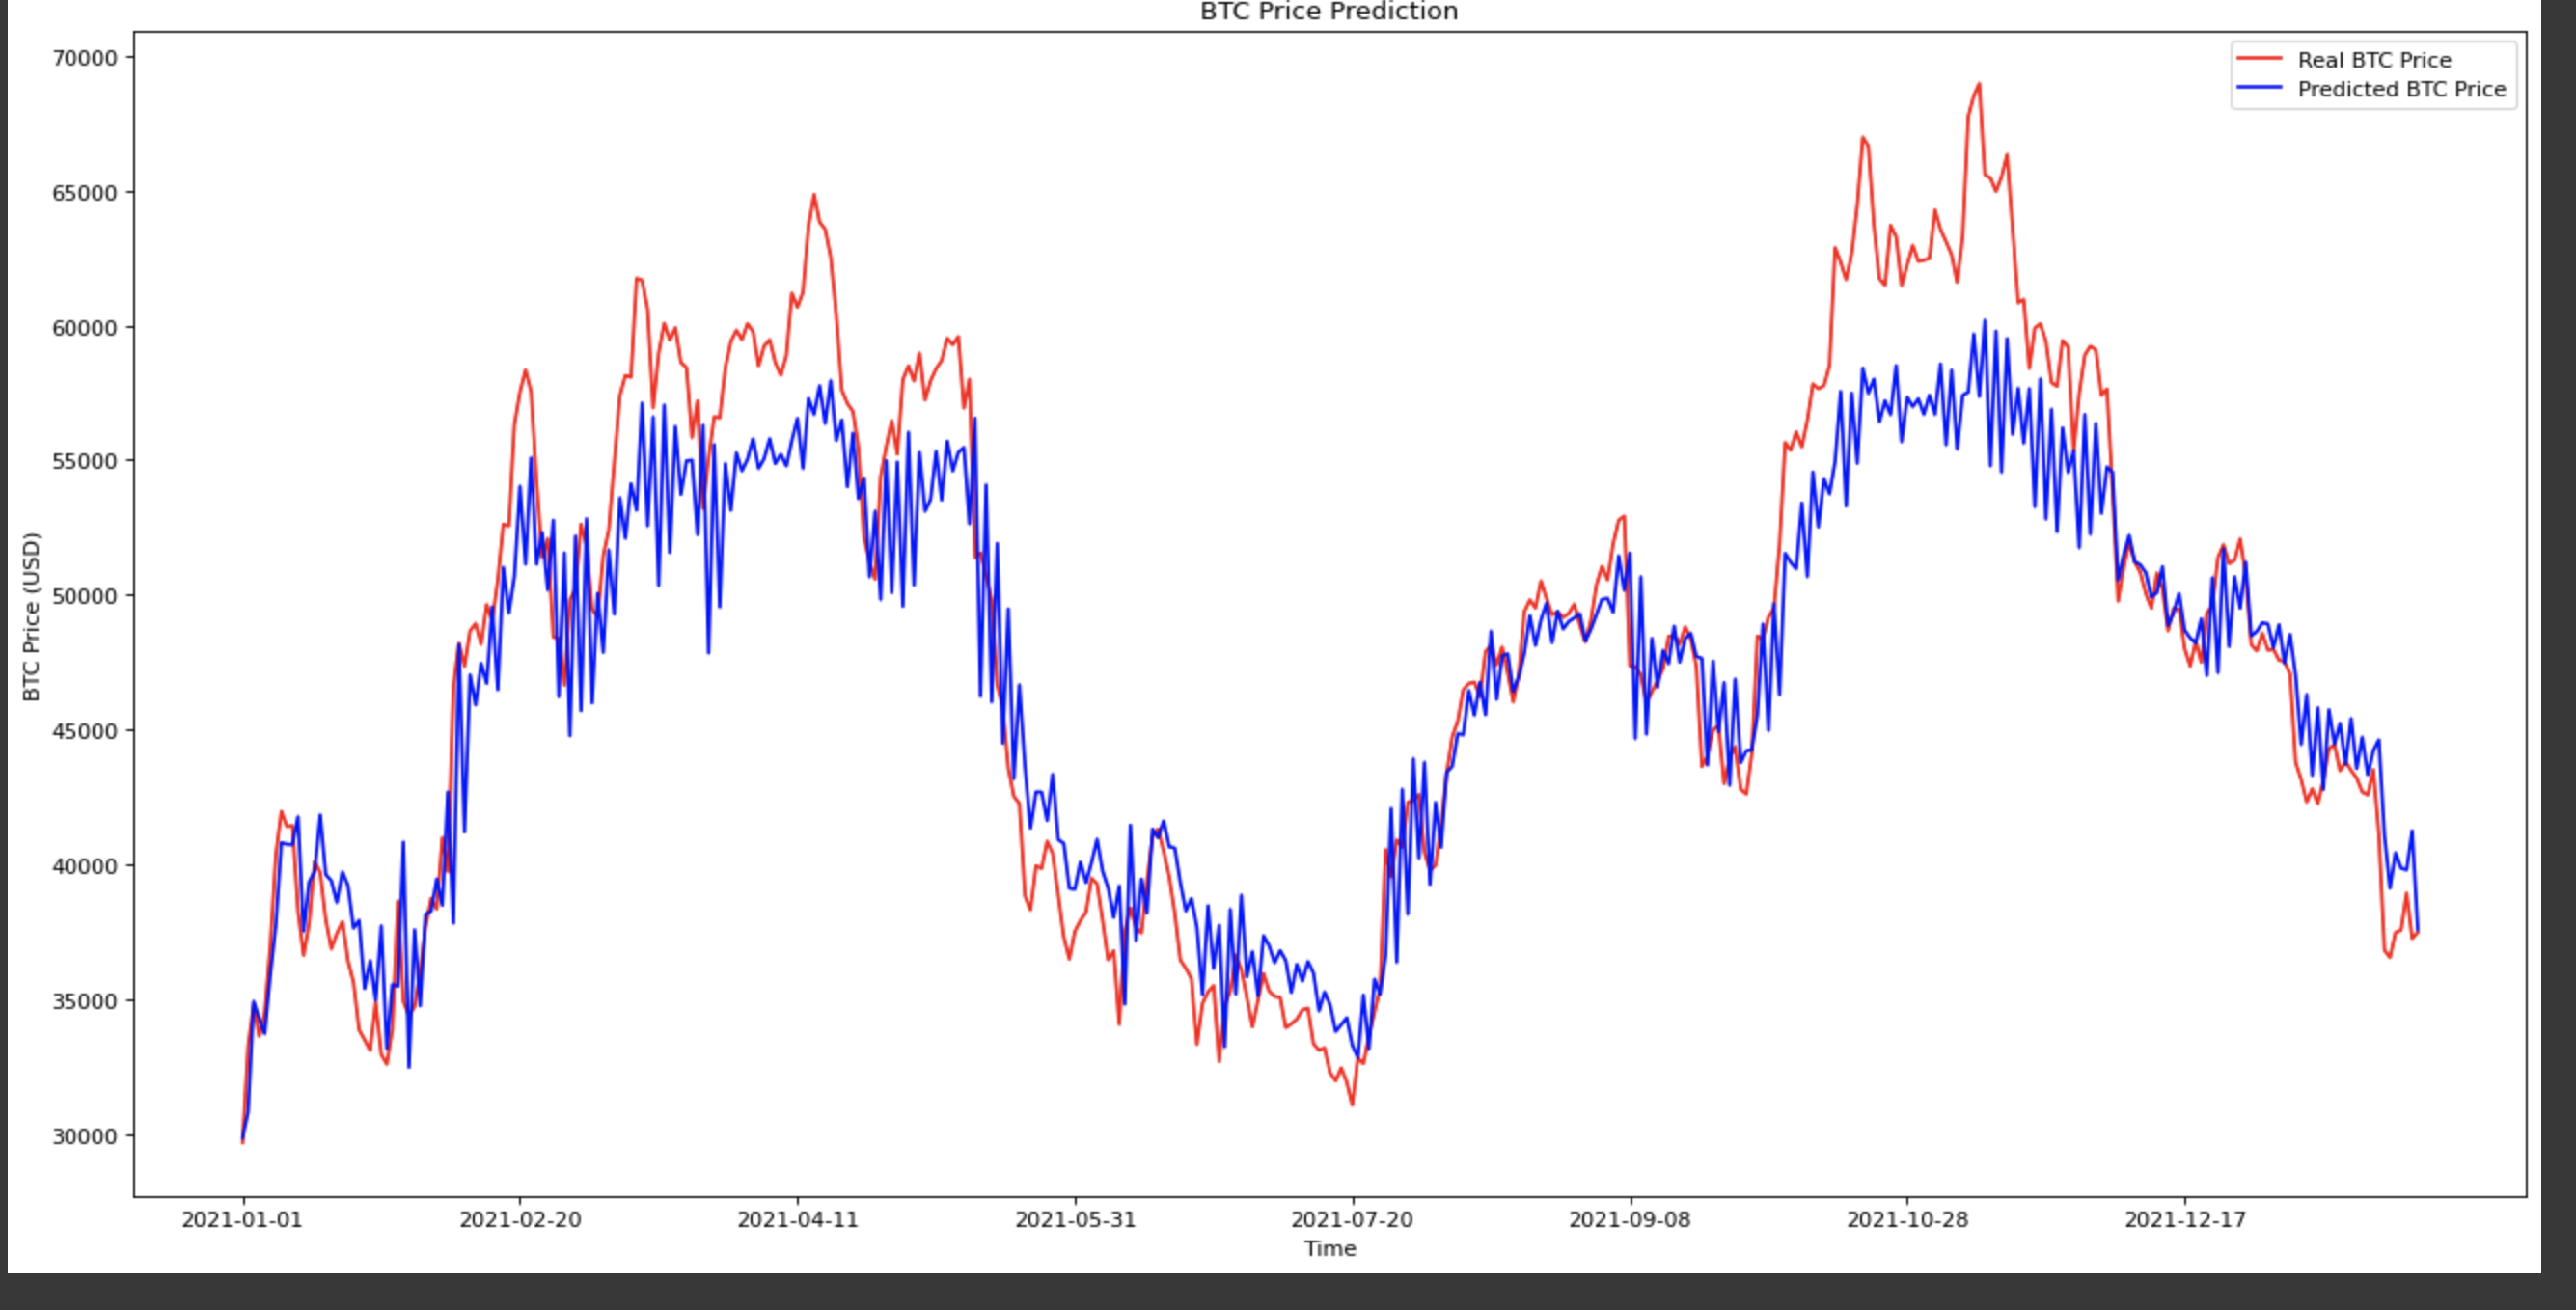 BTC Price Prediction
Real BTC Price
Predicted BTC Price
70000
65000
60000
55000
50000
45000
40000
35000
30000
BTC Price (USD)
2021-01-01 2021-02-20 2021-04-11 2021-05-31 2021-07-20 2021-09-08 2021-10-28 2021-12-17
Time